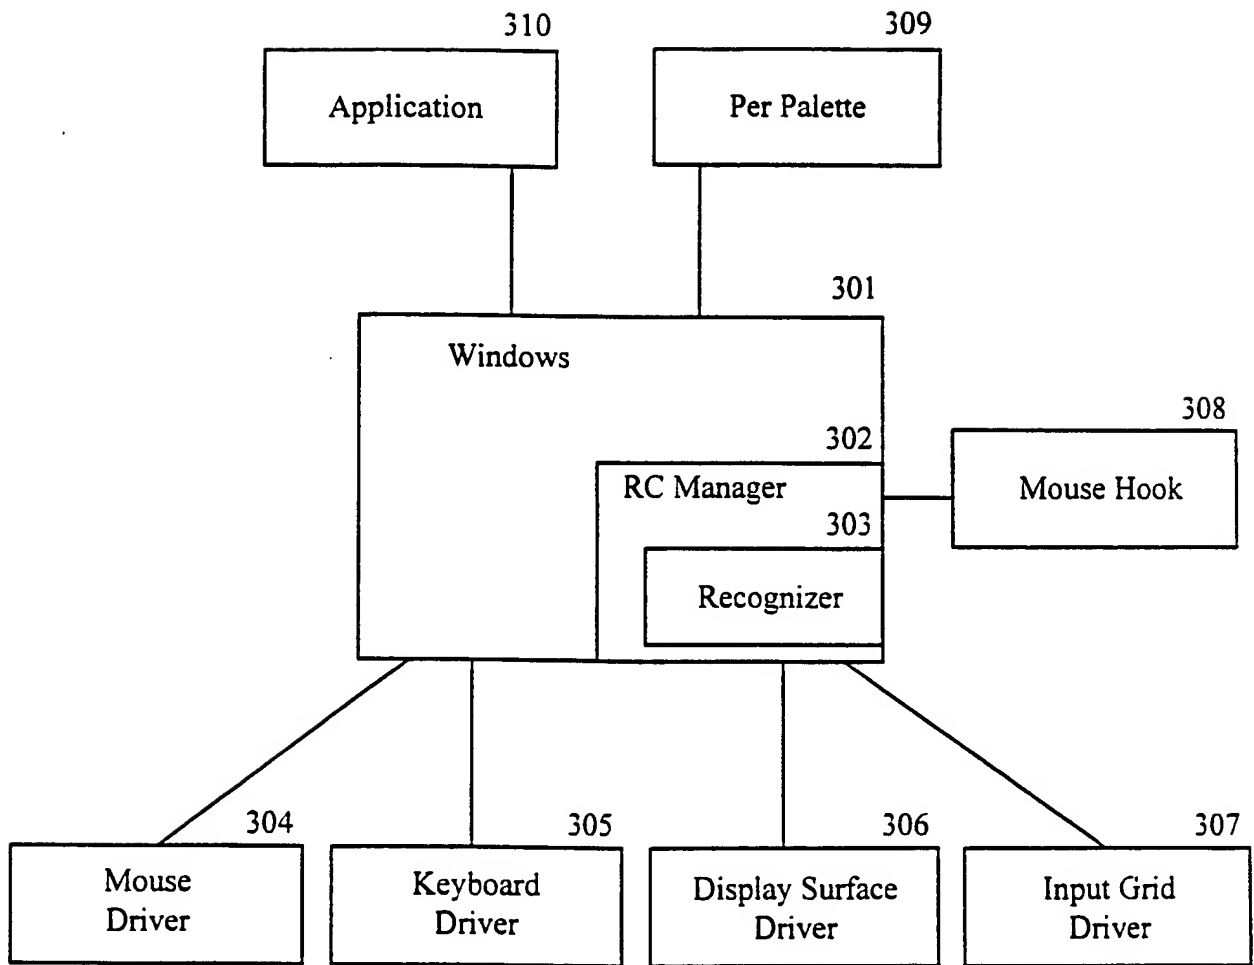 310
309
Application
Per Palette
301
Windows
308
302
RC Manager
Mouse Hook
303
Recognizer
304
305
306
307
Mouse
Driver
Keyboard
Driver
Display Surface
Driver
Input Grid
Driver